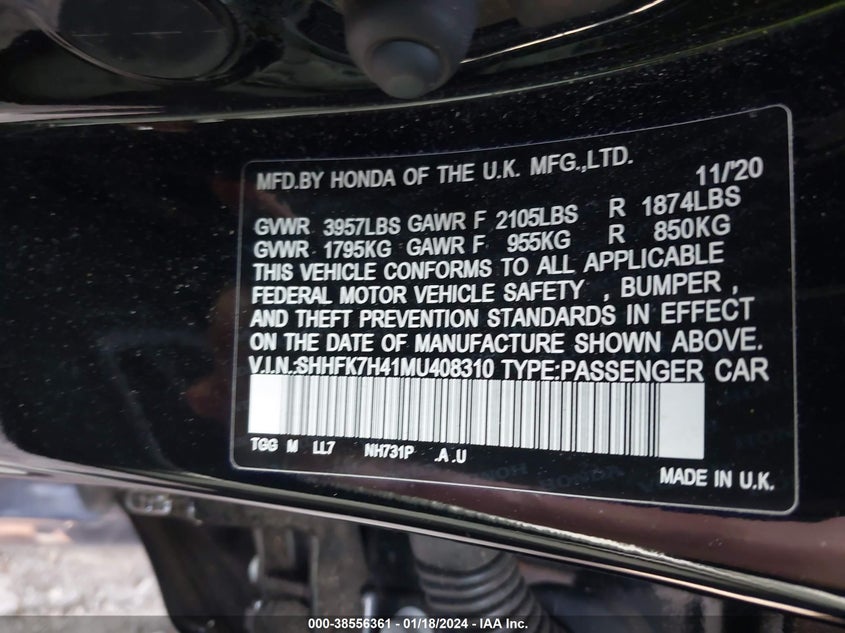 MFD.BY HONDA OF THE U.K. MFG.,LTD. 11/'20
GVWR 3957LBS GAWR F 2105LBS R 1874LBS
GVWR 1795KG GAWR F 955KG R 850KG
THIS VEHICLE CONFORMS TO ALL APPLICABLE
FEDERAL MOTOR VEHICLE SAFETY , BUMPER ,
AND THEFT PREVENTION STANDARDS IN EFFECT
ON THE DATE OF MANUFACTURE SHOWN ABOVE.
V.I.N.:SHHFK7H41MU408310 TYPE:PASSENGER CAR
TGG M LL7 NH731P .A .U
MADE IN U.K.
000-38556361 / 01/18/2024 / IAA Inc.